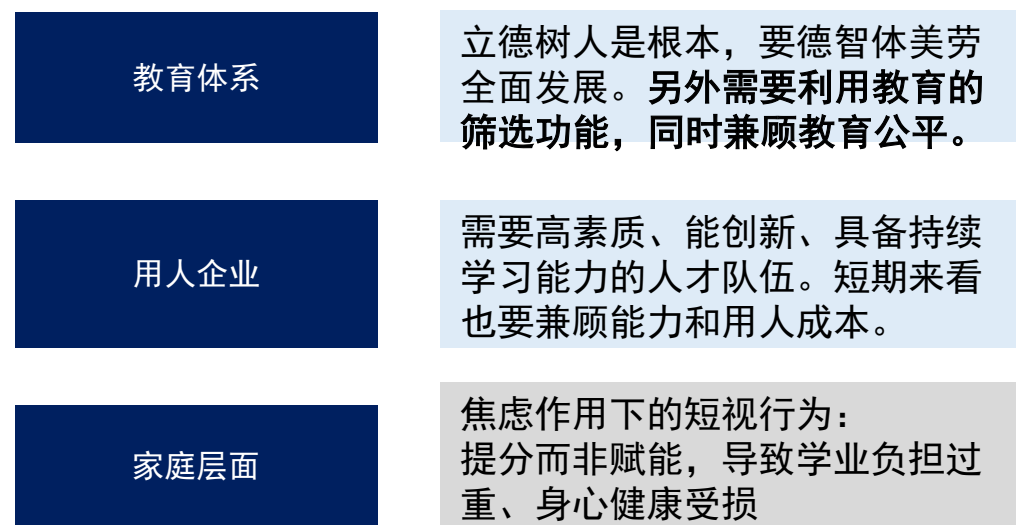 教育体系
立德树人是根本，要德智体美劳
全面发展。另外需要利用教育的
筛选功能，同时兼顾教育公平。
用人企业
需要高素质、能创新、具备持续
学习能力的人才队伍。短期来看
也要兼顾能力和用人成本。
家庭层面
焦虑作用下的短视行为：
提分而非赋能，导致学业负担过
重、身心健康受损